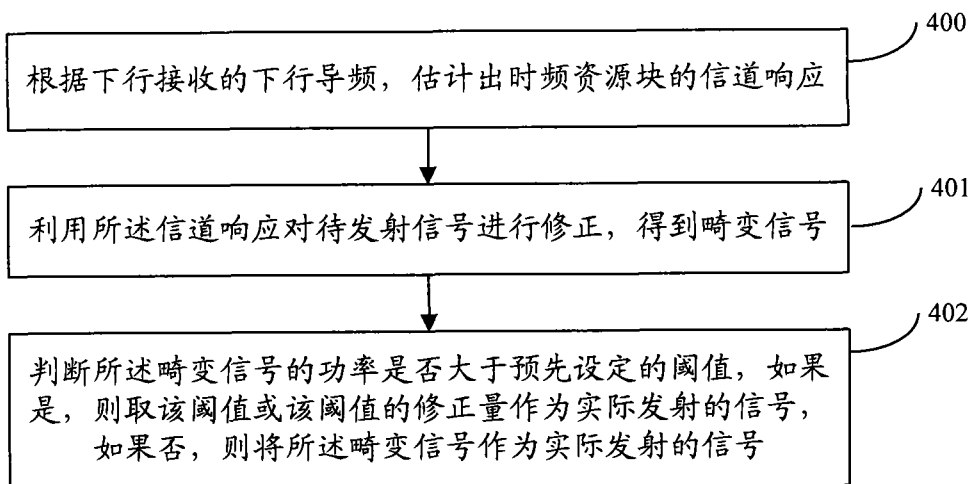 400
根据下行接收的下行导频，估计出时频资源块的信道响应
401
利用所述信道响应对待发射信号进行修正，得到畸变信号
402
判断所述畸变信号的功率是否大于预先设定的阈值，如果
是，则取该阈值或该阈值的修正量作为实际发射的信号，
如果否，则将所述畸变信号作为实际发射的信号